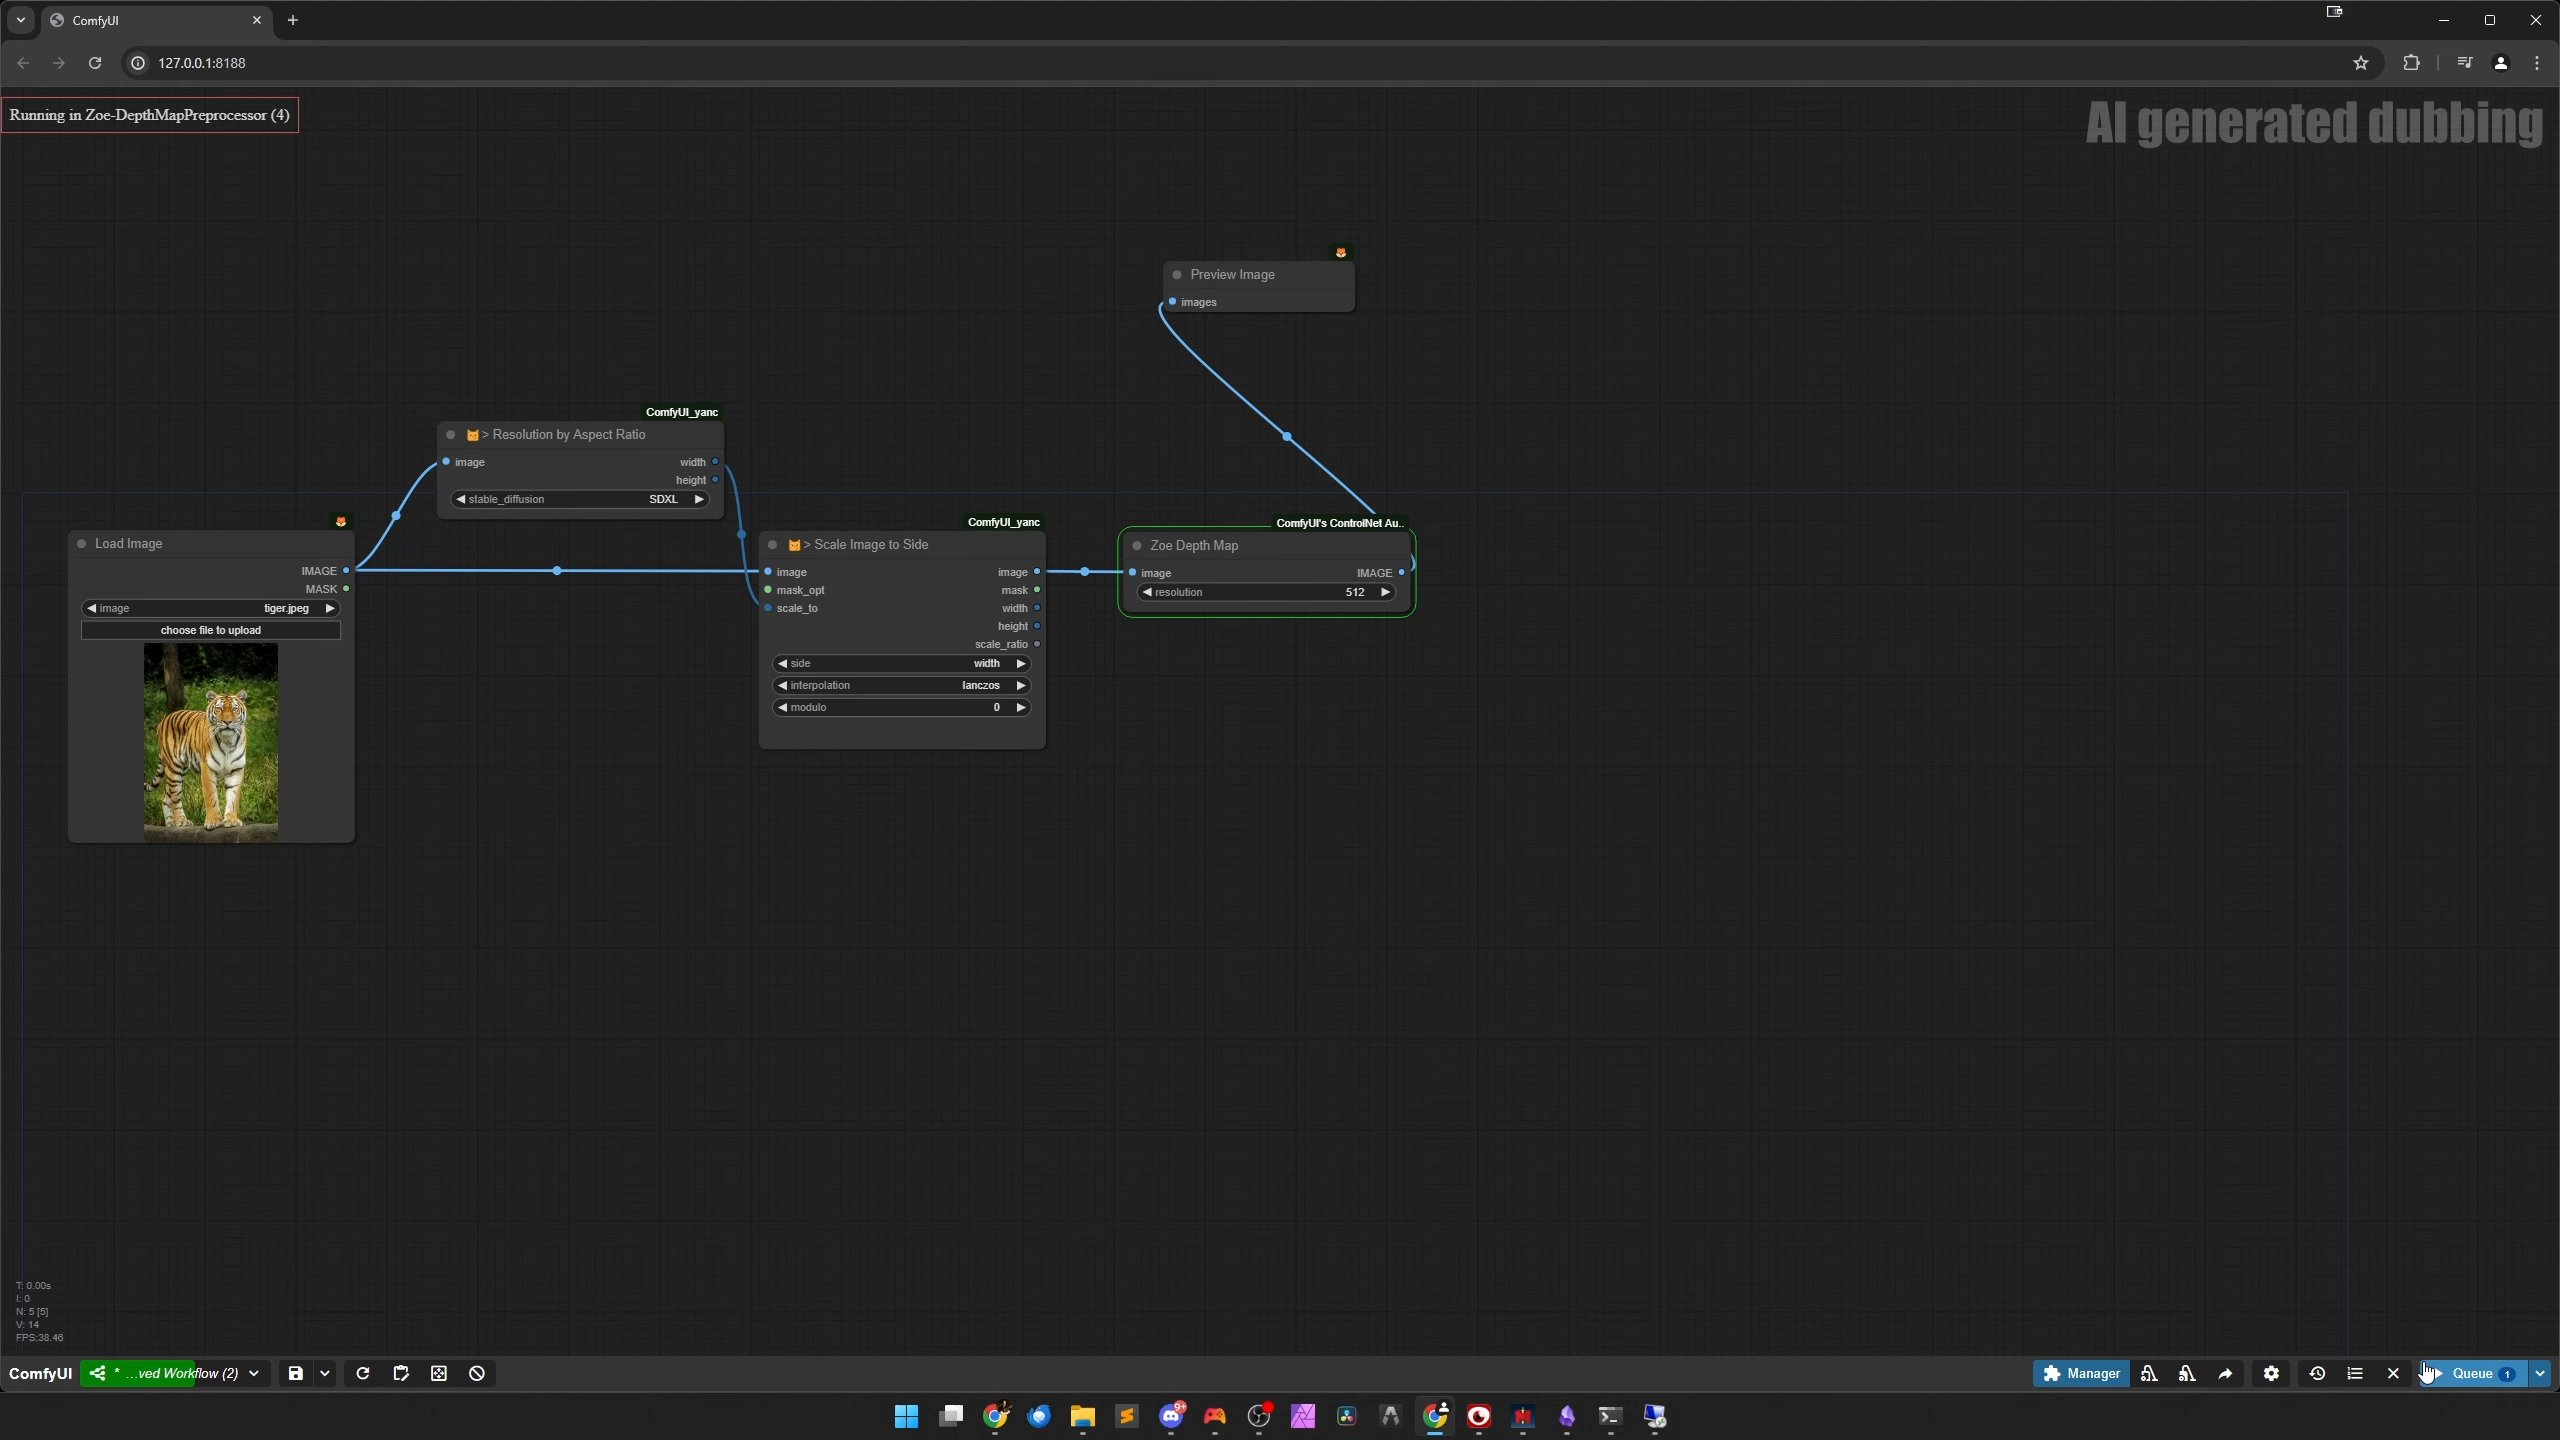 ComfyUI
127.0.0.1:8188
Running in Zoe-DepthMapPreprocessor (4)
AI generated dubbing
Preview Image
images
ComfyUI_yanc
> Resolution by Aspect Ratio
image width
height
stable_diffusion SDXL
Load Image
IMAGE
MASK
image tiger.jpeg
choose file to upload
ComfyUI_yanc
> Scale Image to Side
image image
mask_opt mask
scale_to width
height
scale_ratio
side width
interpolation lanczos
modulo 0
ComfyUI's ControlNet Au..
Zoe Depth Map
image IMAGE
resolution 512
T: 0.00s
I: 0
N: 5 [5]
V: 14
FPS:38.46
ComfyUI * ...ved Workflow (2) Manager Queue 1
9+